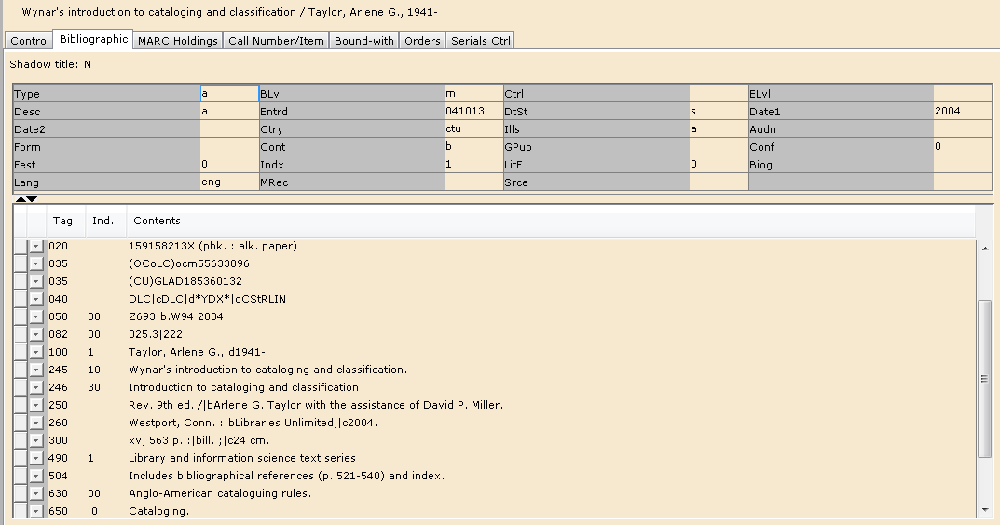 Wynar's introduction to cataloging and classification / Taylor, Arlene G., 1941-
Control Bibliographic MARC Holdings Call Number/Item Bound-with Orders Serials Ctrl
Shadow title: N
Type a BLvl m Ctrl ELvl
Desc a Entrd 041013 DtSt s Date1 2004
Date2 Ctry ctu Ills a Audn
Form Cont b GPub Conf 0
Fest 0 Indx 1 LitF 0 Biog
Lang eng MRec Srce
Tag Ind. Contents
020 159158213X (pbk. : alk. paper)
035 (OCoLC)ocm55633896
035 (CU)GLAD185360132
040 DLC|cDLC|d*YDX*|dCStRLIN
050 00 Z693|b.W94 2004
082 00 025.3|222
100 1 Taylor, Arlene G.,|d1941-
245 10 Wynar's introduction to cataloging and classification.
246 30 Introduction to cataloging and classification
250 Rev. 9th ed. /|bArlene G. Taylor with the assistance of David P. Miller.
260 Westport, Conn. :|bLibraries Unlimited,|c2004.
300 xv, 563 p. :|bill. ;|c24 cm.
490 1 Library and information science text series
504 Includes bibliographical references (p. 521-540) and index.
630 00 Anglo-American cataloguing rules.
650 0 Cataloging.